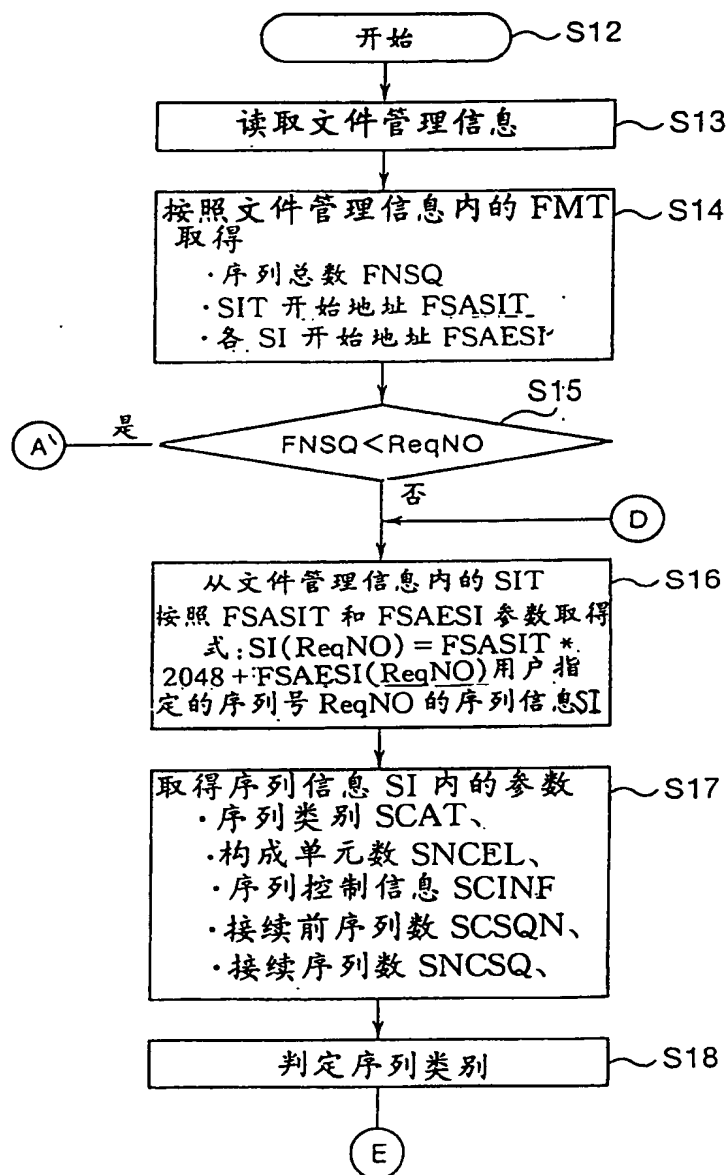 开始
S12
读取文件管理信息
S13
按照文件管理信息内的 FMT
取得
·序列总数 FNSQ
·SIT 开始地址 FSASIT
·各 SI 开始地址 FSAESI
S14
S15
FNSQ<ReqNO
是
A'
否
D
从文件管理信息内的 SIT
按照 FSASIT 和 FSAESI 参数取得
式:SI(ReqNO)=FSASIT *
2048+FSAESI(ReqNO)用户指
定的序列号 ReqNO 的序列信息SI
S16
取得序列信息 SI 内的参数
·序列类别 SCAT、
·构成单元数 SNCEL、
·序列控制信息 SCINF
·接续前序列数 SCSQN、
·接续序列数 SNCSQ、
S17
判定序列类别
S18
E